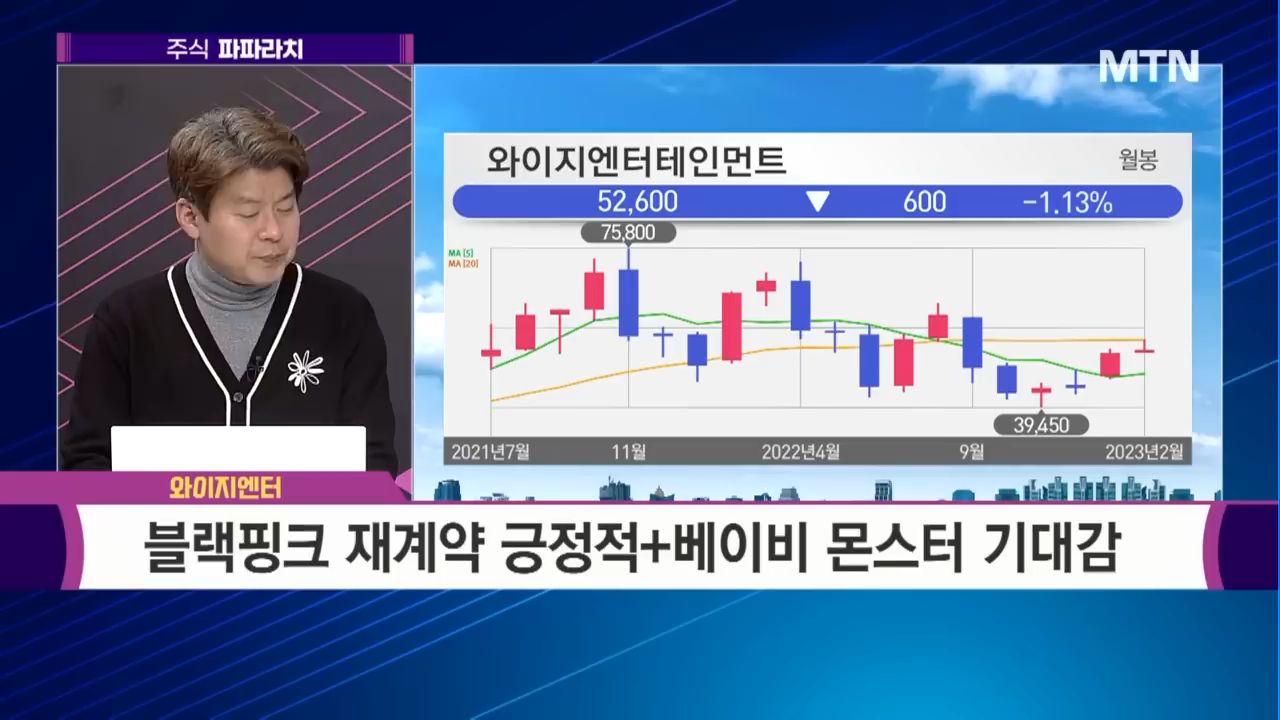 주식 파파라치
MTN
와이지엔터테인먼트
월봉
52,600 ▼ 600 -1.13%
75,800
MA [5]
MA [20]
39,450
2021년7월 11월 2022년4월 9월 2023년2월
와이지엔터
블랙핑크 재계약 긍정적+베이비 몬스터 기대감